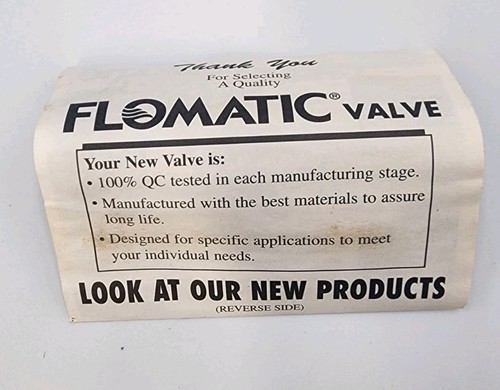 Thank You
For Selecting
A Quality
FLOMATIC® VALVE
Your New Valve is:
• 100% QC tested in each manufacturing stage.
• Manufactured with the best materials to assure
long life.
• Designed for specific applications to meet
your individual needs.
LOOK AT OUR NEW PRODUCTS
(REVERSE SIDE)